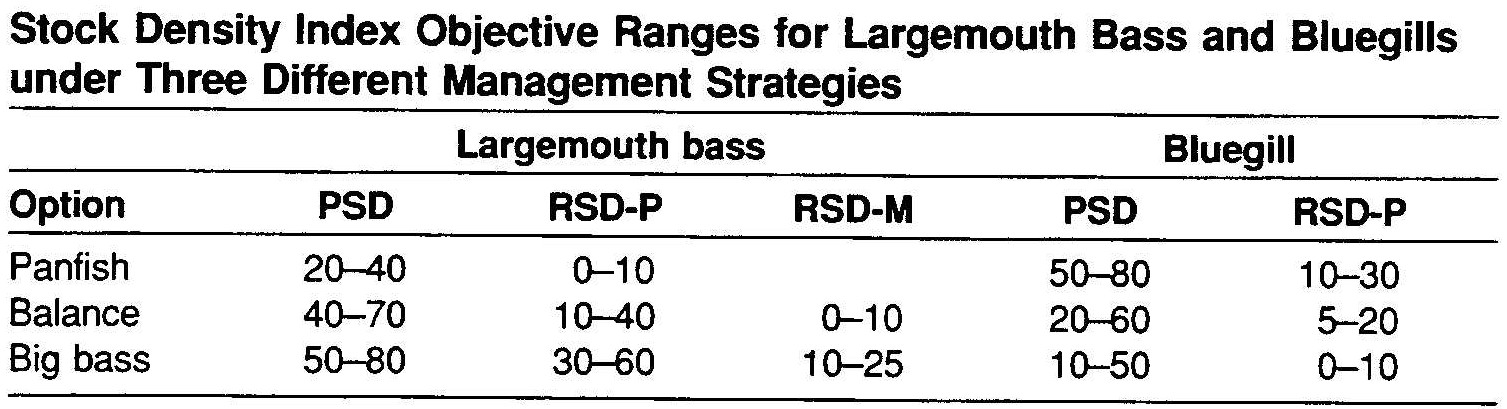 Stock Density Index Objective Ranges for Largemouth Bass and Bluegills
under Three Different Management Strategies
Largemouth bass Bluegill
Option PSD RSD-P RSD-M PSD RSD-P
Panfish 20–40 0–10 50–80 10–30
Balance 40–70 10–40 0–10 20–60 5–20
Big bass 50–80 30–60 10–25 10–50 0–10